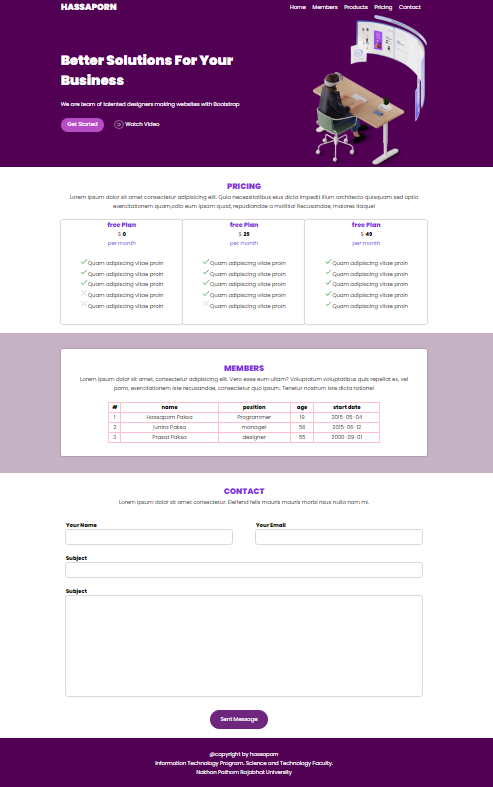 HASSAPORN
Home Members Products Pricing Contact
Better Solutions For Your
Business
We are team of talented designers making websites with Bootstrap
Get Started Watch Video
PRICING
Lorem ipsum dolor sit amet consectetur adipisicing elit. Quia necessitatibus eius dicta impedit illum architecto quisquam sed optio
exercitationem quam,odio eum ipsam quod, repudiandae a mollitia! Recusandae, maiores itaque!
free Plan
$ 0
per month
Quam adipiscing vitae proin
Quam adipiscing vitae proin
Quam adipiscing vitae proin
Quam adipiscing vitae proin
Quam adipiscing vitae proin
free Plan
$ 29
per month
Quam adipiscing vitae proin
Quam adipiscing vitae proin
Quam adipiscing vitae proin
Quam adipiscing vitae proin
Quam adipiscing vitae proin
free Plan
$ 49
per month
Quam adipiscing vitae proin
Quam adipiscing vitae proin
Quam adipiscing vitae proin
Quam adipiscing vitae proin
Quam adipiscing vitae proin
MEMBERS
Lorem ipsum dolor sit amet, consectetur adipisicing elit. Vero esse eum ullam? Voluptatum voluptatibus quis repellat ex, vel
porro, exercitationem iste recusandae, consectetur quo ipsum. Tenetur nostrum iste dicta ratione!
# name position age start date
1 Hassaporn Paksa Programmer 19 2015-05-04
2 Juntra Paksa manager 56 2015-06-12
3 Prasat Paksa designer 55 2000-09-01
CONTACT
Lorem ipsum dolor sit amet consectetur. Eleifend felis mauris mauris morbi risus nulla nam mi.
Your Name Your Email
Subject
Subject
Sent Message
@copyright by hassaporn
Information Technology Program. Science and Technology Faculty.
Nakhon Pathom Rajabhat University